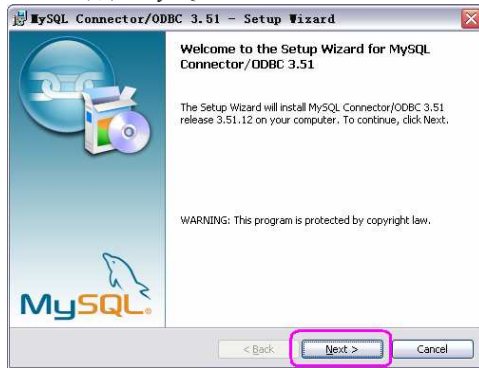 MySQL Connector/ODBC 3.51 - Setup Wizard
Welcome to the Setup Wizard for MySQL
Connector/ODBC 3.51
The Setup Wizard will install MySQL Connector/ODBC 3.51
release 3.51.12 on your computer. To continue, click Next.
WARNING: This program is protected by copyright law.
MySQL
< Back
Next >
Cancel